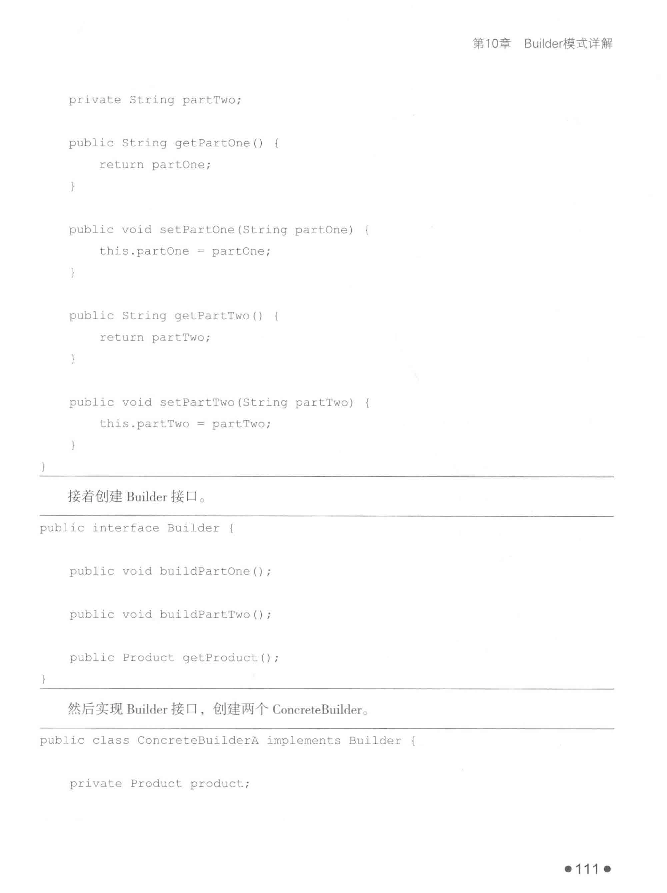 第10章 Builder模式详解
private String partTwo;
public String getPartOne() {
return partOne;
}
public void setPartOne(String partOne) {
this.partOne = partOne;
}
public String getPartTwo() {
return partTwo;
}
public void setPartTwo(String partTwo) {
this.partTwo = partTwo;
}
}
接着创建 Builder 接口。
public interface Builder {
public void buildPartOne();
public void buildPartTwo();
public Product getProduct();
}
然后实现 Builder 接口，创建两个 ConcreteBuilder。
public class ConcreteBuilderA implements Builder {
private Product product;
●111●